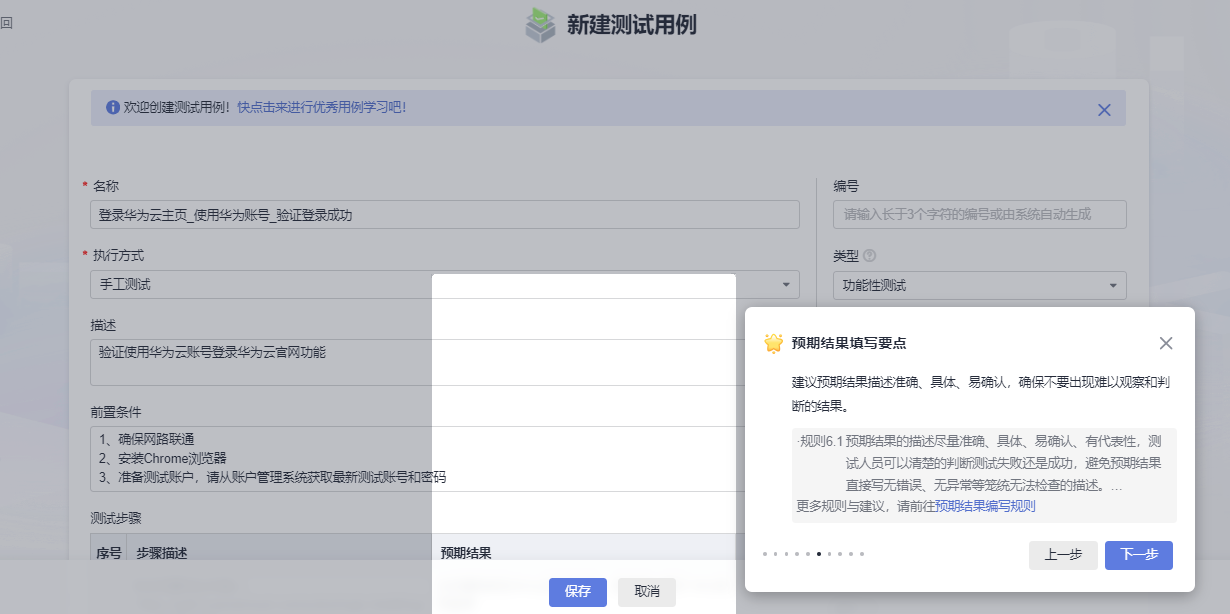 回
新建测试用例
欢迎创建测试用例！ 快点击来进行优秀用例学习吧!
* 名称
登录华为云主页_使用华为账号_验证登录成功
编号
请输入长于3个字符的编号或由系统自动生成
* 执行方式
手工测试
类型
功能性测试
描述
验证使用华为云账号登录华为云官网功能
前置条件
1、确保网路联通
2、安装Chrome浏览器
3、准备测试账户，请从账户管理系统获取最新测试账号和密码
测试步骤
序号 步骤描述 预期结果
保存 取消
预期结果填写要点
建议预期结果描述准确、具体、易确认，确保不要出现难以观察和判
断的结果。
·规则6.1 预期结果的描述尽量准确、具体、易确认、有代表性，测
试人员可以清楚的判断测试失败还是成功，避免预期结果
直接写无错误、无异常等笼统无法检查的描述。...
更多规则与建议，请前往预期结果编写规则
上一步 下一步